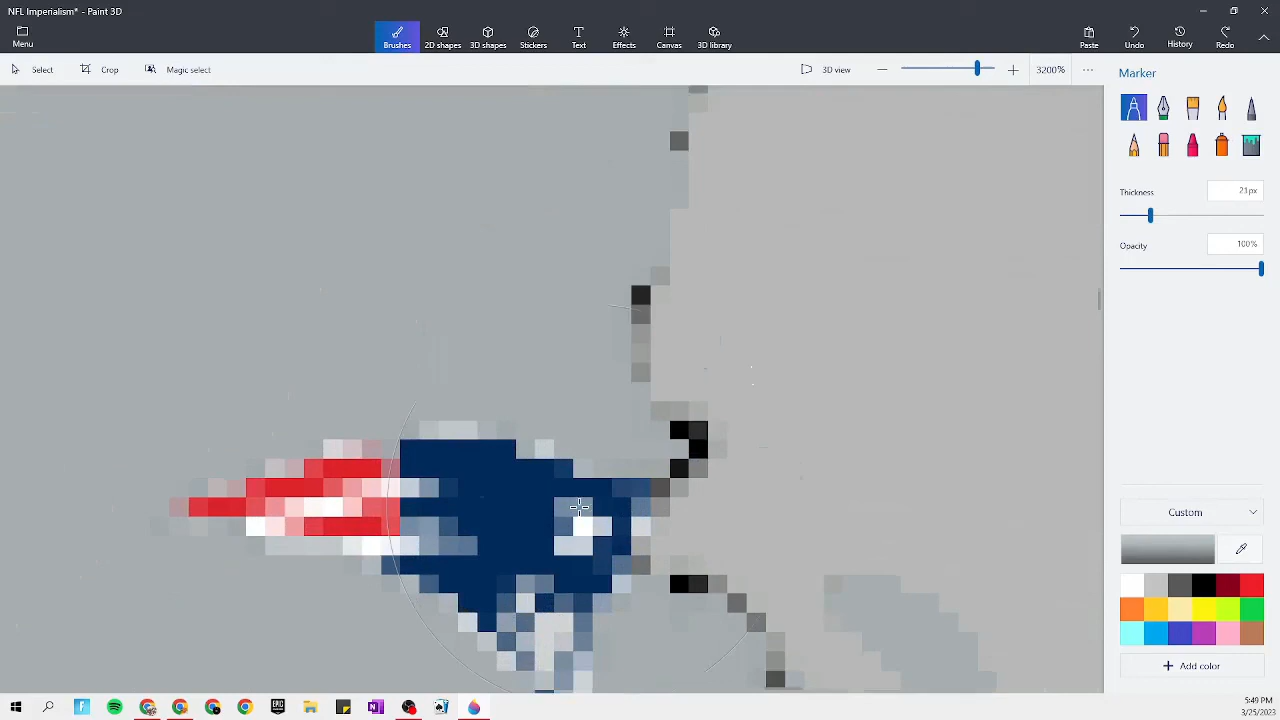 NFL Imperialism* - Paint 3D
Menu
Brushes
2D shapes
3D shapes
Stickers
Text
Effects
Canvas
3D library
Paste
Undo
History
Redo
Select
Crop
Magic select
3D view
3200%
Marker
Thickness
21px
Opacity
100%
Custom
Add color
5:49 PM
3/25/2023